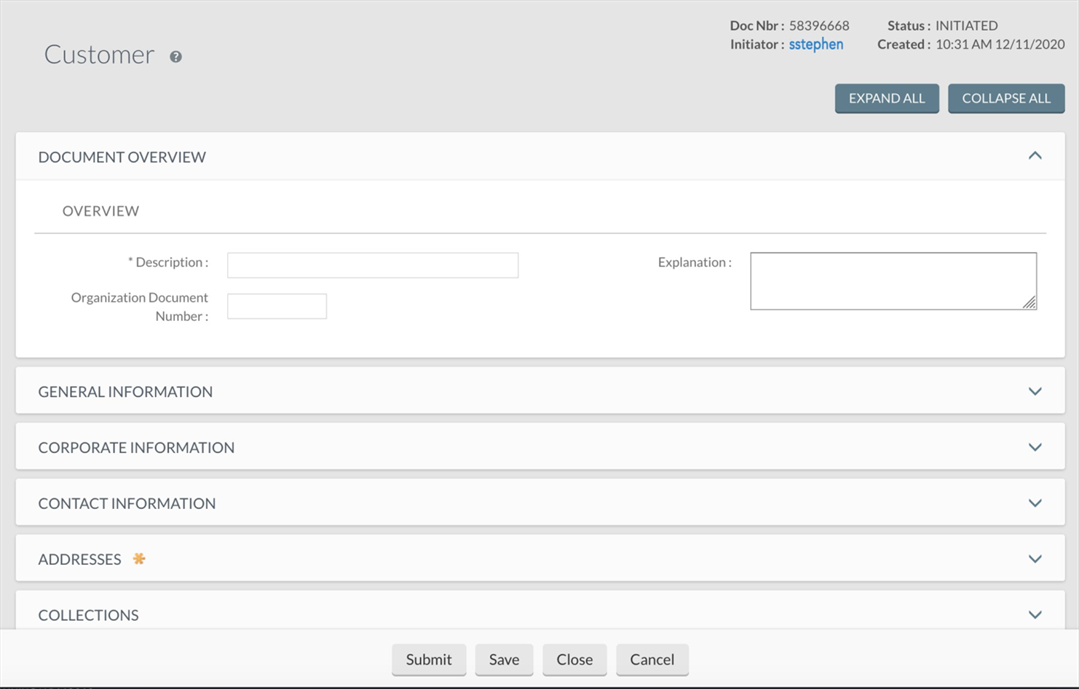 Doc Nbr : 58396668 Status : INITIATED
Initiator : sstephen Created : 10:31 AM 12/11/2020
Customer ?
EXPAND ALL COLLAPSE ALL
DOCUMENT OVERVIEW
OVERVIEW
* Description :
Explanation :
Organization Document
Number :
GENERAL INFORMATION
CORPORATE INFORMATION
CONTACT INFORMATION
ADDRESSES *
COLLECTIONS
Submit Save Close Cancel